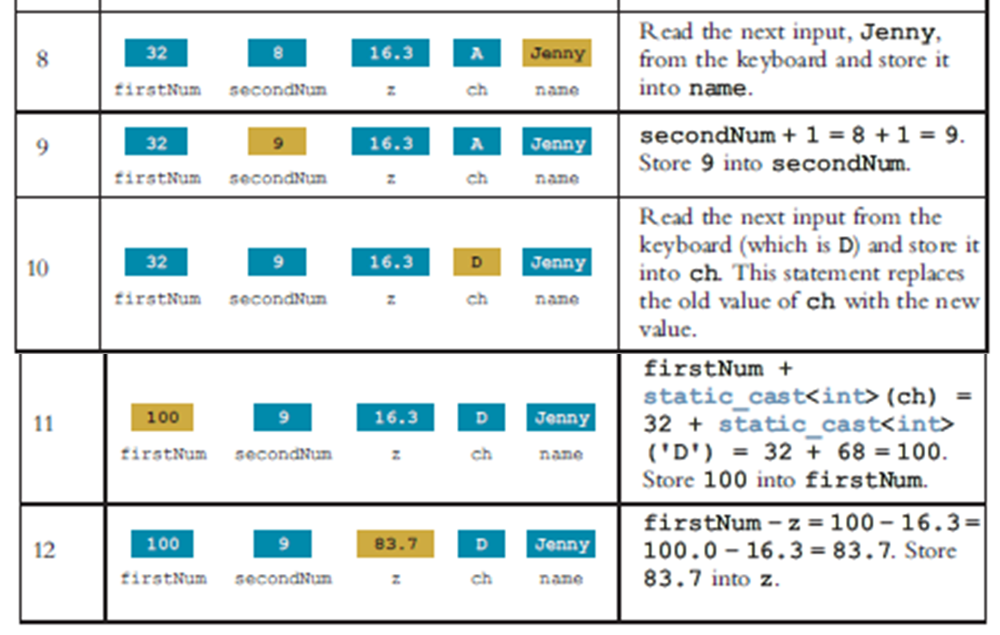 8
32 8 16.3 A Jenny
firstNum secondNum z ch name
Read the next input, Jenny,
from the keyboard and store it
into name.
9
32 9 16.3 A Jenny
firstNum secondNum z ch name
secondNum + 1 = 8 + 1 = 9.
Store 9 into secondNum.
10
32 9 16.3 D Jenny
firstNum secondNum z ch name
Read the next input from the
keyboard (which is D) and store it
into ch. This statement replaces
the old value of ch with the new
value.
11
100 9 16.3 D Jenny
firstNum secondNum z ch name
firstNum +
static_cast<int>(ch) =
32 + static_cast<int>
('D') = 32 + 68 = 100.
Store 100 into firstNum.
12
100 9 83.7 D Jenny
firstNum secondNum z ch name
firstNum – z = 100 – 16.3 =
100.0 – 16.3 = 83.7. Store
83.7 into z.